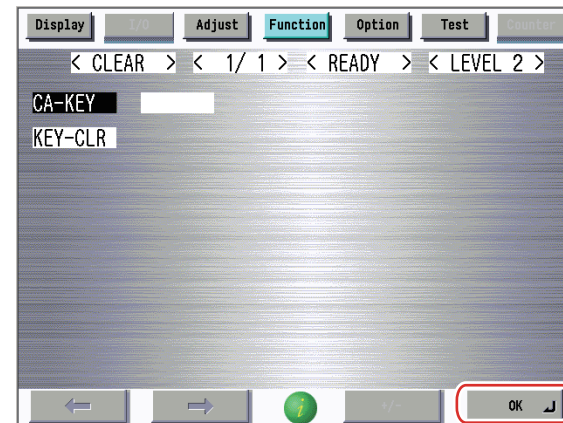 Display I/O Adjust Function Option Test Counter
< CLEAR > < 1/ 1 > < READY > < LEVEL 2 >
CA-KEY
KEY-CLR
+/- OK